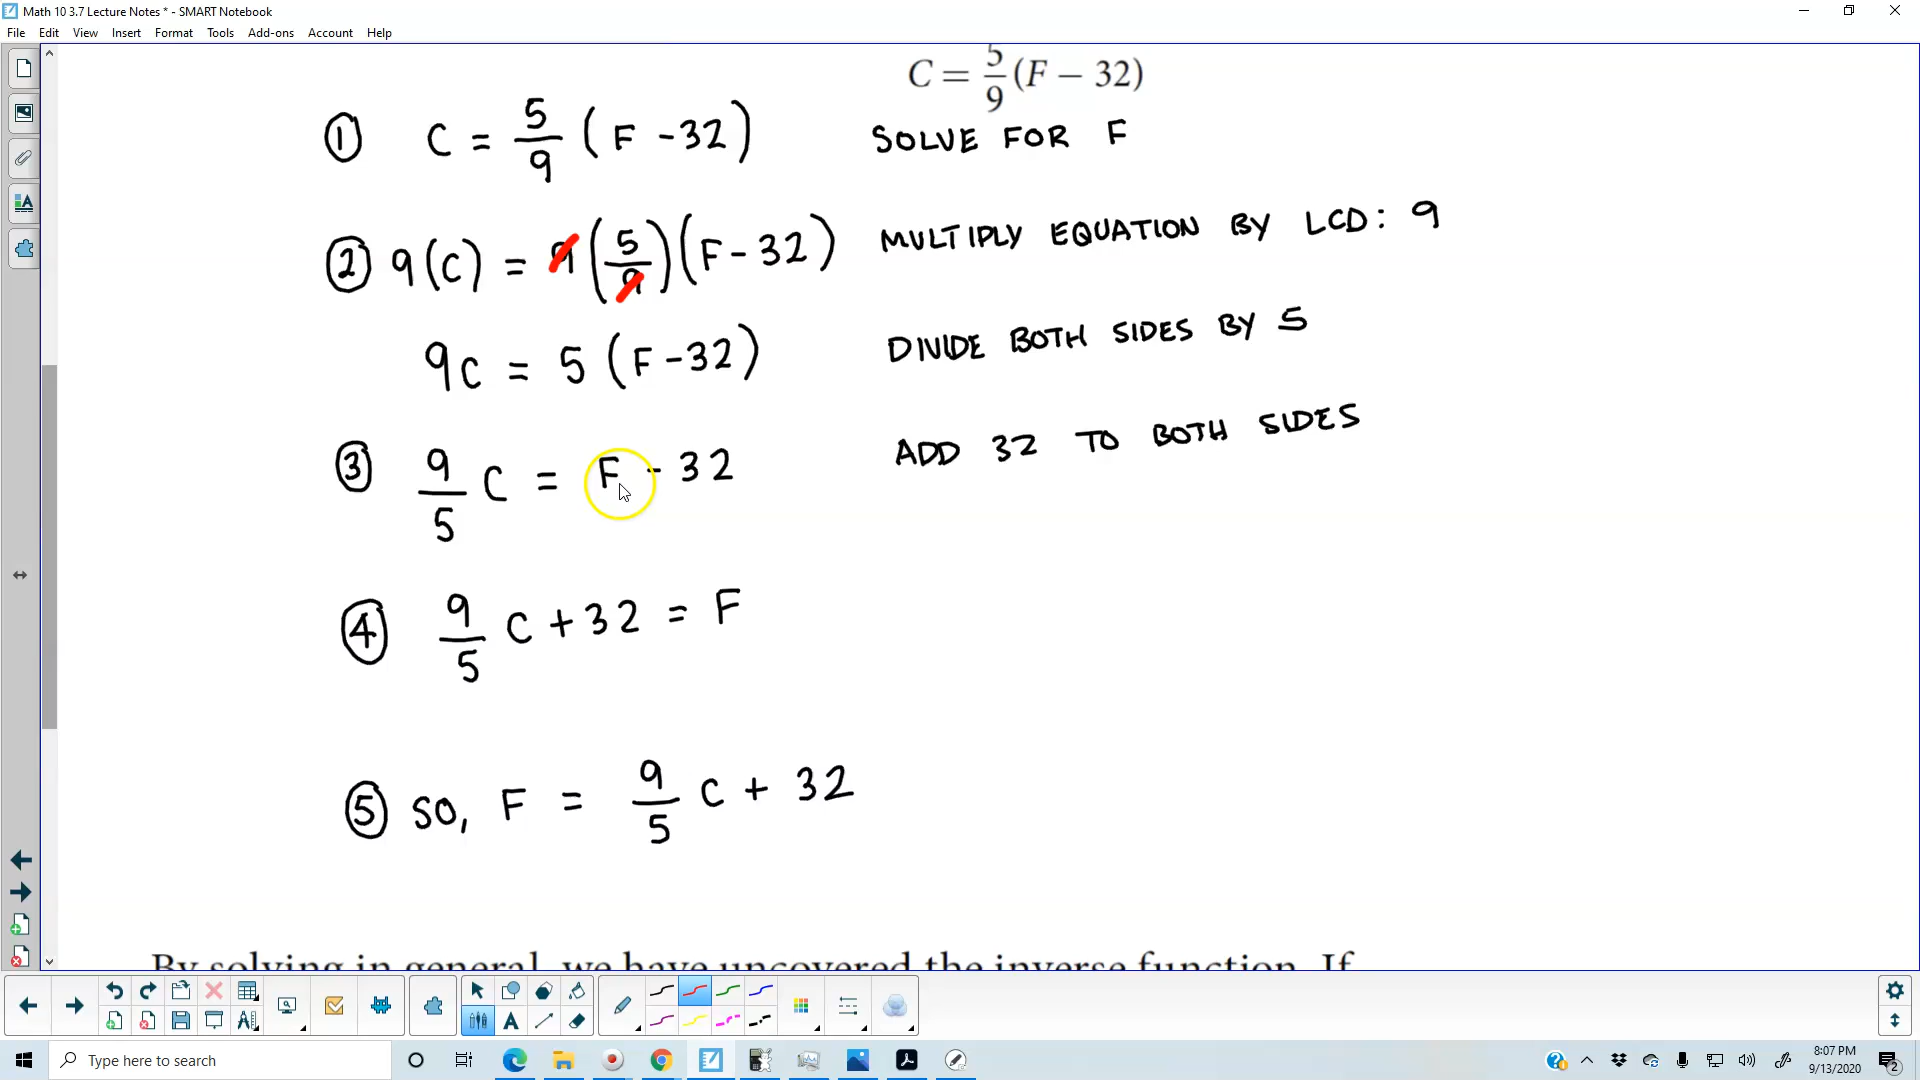 Math 10 3.7 Lecture Notes * - SMART Notebook
File Edit View Insert Format Tools Add-ons Account Help
C = 5/9 (F − 32)
① C = 5/9 (F - 32) SOLVE FOR F
② 9(C) = 9(5/9)(F - 32) MULTIPLY EQUATION BY LCD: 9
9C = 5 (F - 32) DIVIDE BOTH SIDES BY 5
③ 9/5 C = F - 32 ADD 32 TO BOTH SIDES
④ 9/5 C + 32 = F
⑤ SO, F = 9/5 C + 32
By solving in general, we have uncovered the inverse function. If
Type here to search
8:07 PM
9/13/2020
2